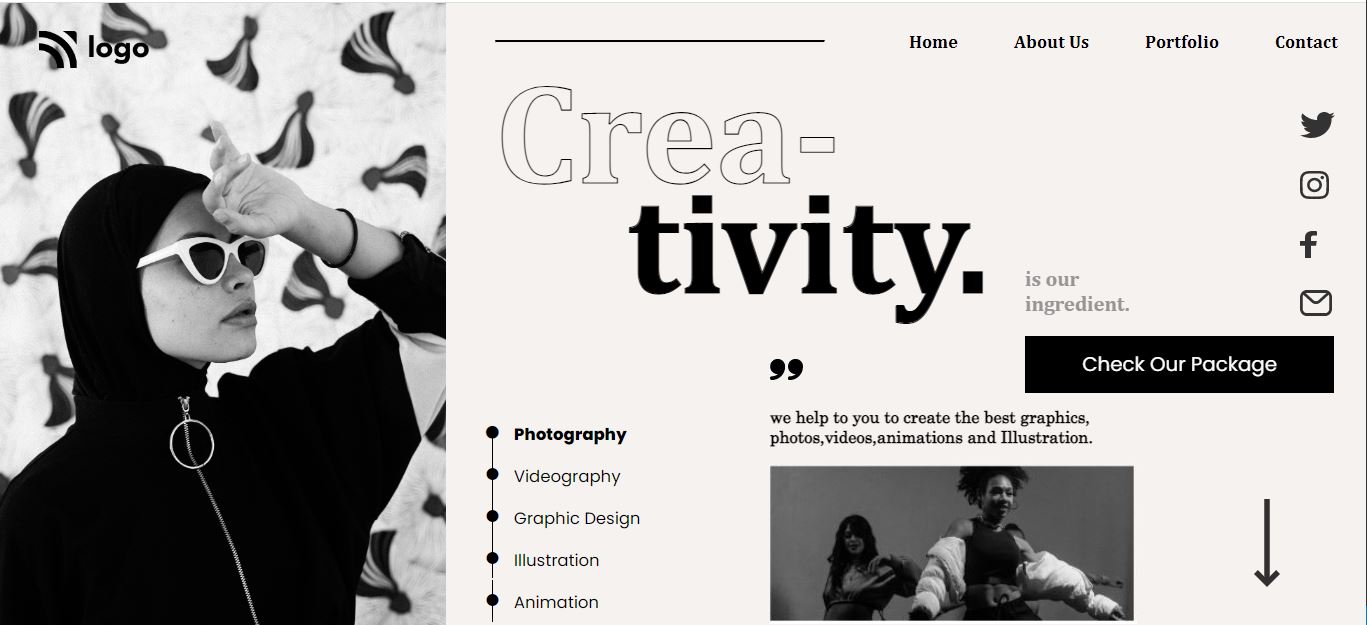 logo
Home About Us Portfolio Contact
Crea-
tivity.
is our
ingredient.
Check Our Package
”
we help to you to create the best graphics,
photos,videos,animations and Illustration.
Photography
Videography
Graphic Design
Illustration
Animation